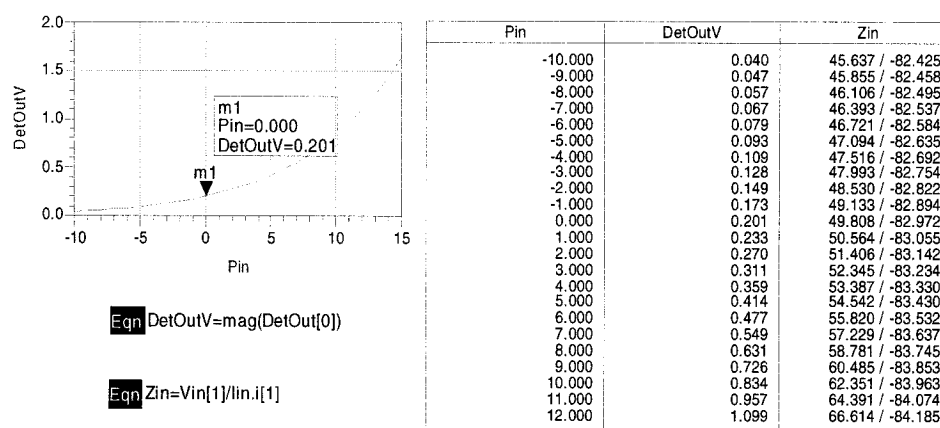 2.0
1.5
1.0
0.5
0.0
DetOutV
m1
Pin=0.000
DetOutV=0.201
m1
-10 -5 0 5 10 15
Pin
Eqn DetOutV=mag(DetOut[0])
Eqn Zin=Vin[1]/Iin.i[1]
Pin DetOutV Zin
-10.000 0.040 45.637 / -82.425
-9.000 0.047 45.855 / -82.458
-8.000 0.057 46.106 / -82.495
-7.000 0.067 46.393 / -82.537
-6.000 0.079 46.721 / -82.584
-5.000 0.093 47.094 / -82.635
-4.000 0.109 47.516 / -82.692
-3.000 0.128 47.993 / -82.754
-2.000 0.149 48.530 / -82.822
-1.000 0.173 49.133 / -82.894
0.000 0.201 49.808 / -82.972
1.000 0.233 50.564 / -83.055
2.000 0.270 51.406 / -83.142
3.000 0.311 52.345 / -83.234
4.000 0.359 53.387 / -83.330
5.000 0.414 54.542 / -83.430
6.000 0.477 55.820 / -83.532
7.000 0.549 57.229 / -83.637
8.000 0.631 58.781 / -83.745
9.000 0.726 60.485 / -83.853
10.000 0.834 62.351 / -83.963
11.000 0.957 64.391 / -84.074
12.000 1.099 66.614 / -84.185